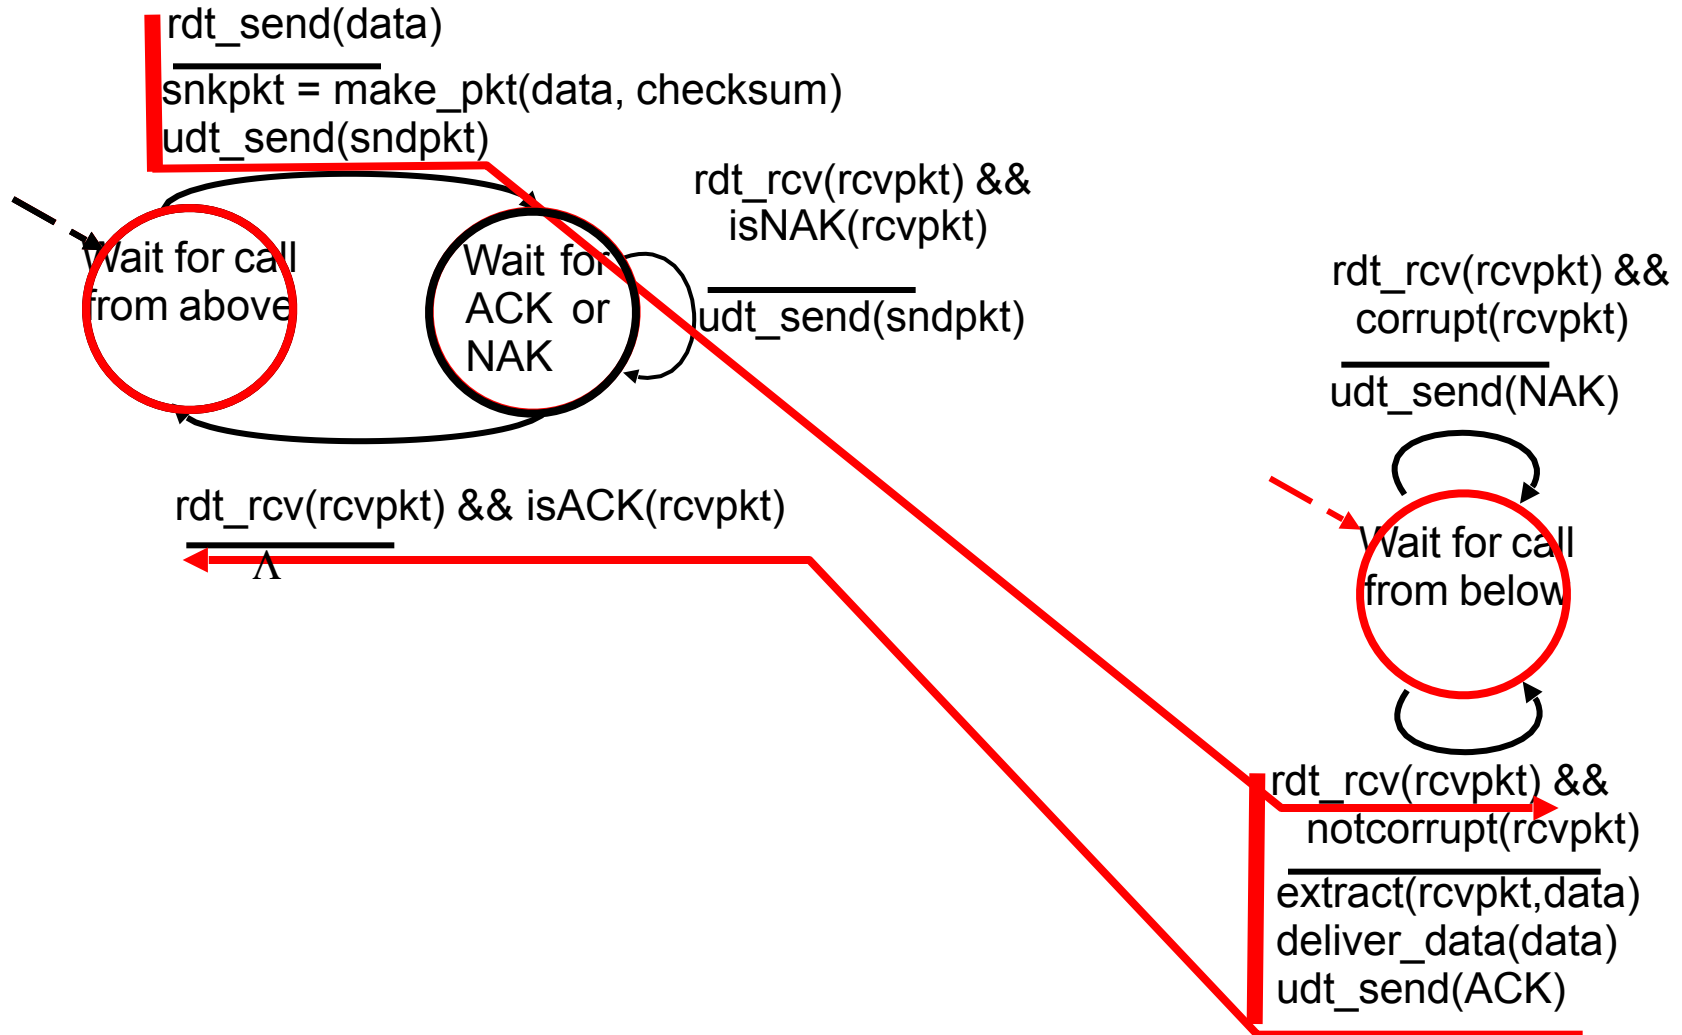 rdt_send(data)
snkpkt = make_pkt(data, checksum)
udt_send(sndpkt)
Wait for call
from above
Wait for
ACK or
NAK
rdt_rcv(rcvpkt) &&
isNAK(rcvpkt)
udt_send(sndpkt)
rdt_rcv(rcvpkt) && isACK(rcvpkt)
Λ
rdt_rcv(rcvpkt) &&
corrupt(rcvpkt)
udt_send(NAK)
Wait for call
from below
rdt_rcv(rcvpkt) &&
notcorrupt(rcvpkt)
extract(rcvpkt,data)
deliver_data(data)
udt_send(ACK)